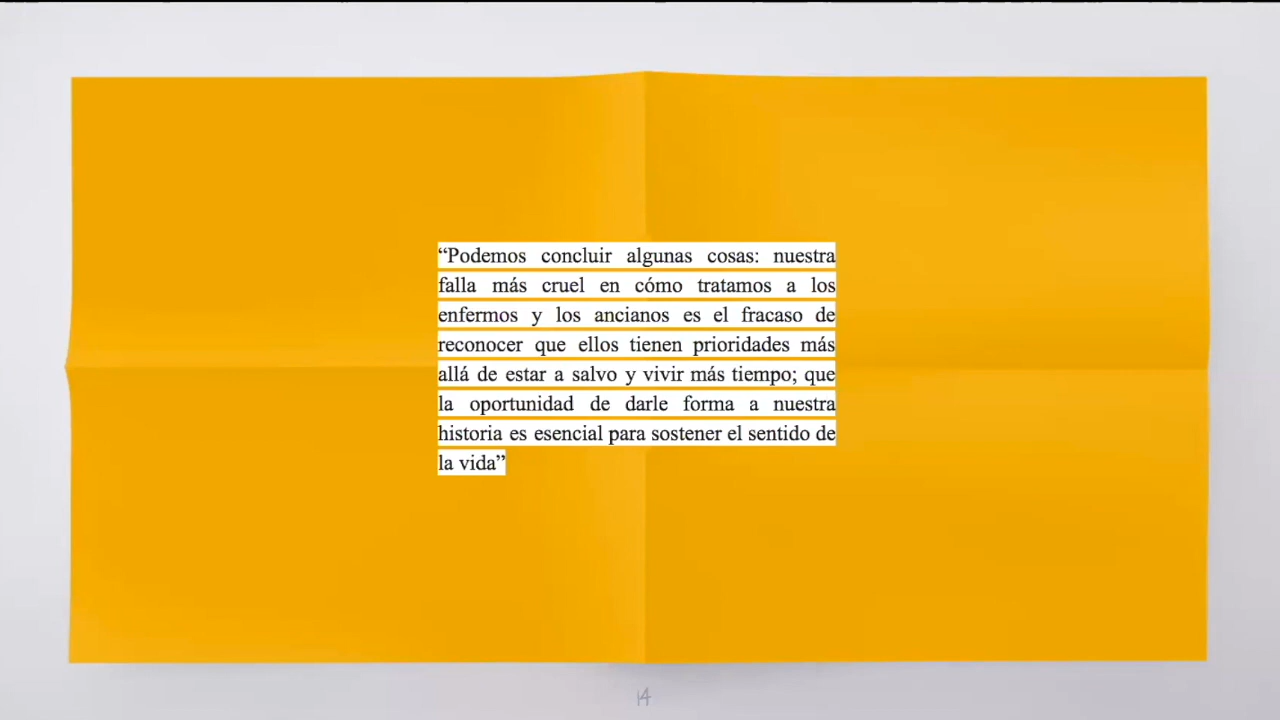 “Podemos concluir algunas cosas: nuestra
falla más cruel en cómo tratamos a los
enfermos y los ancianos es el fracaso de
reconocer que ellos tienen prioridades más
allá de estar a salvo y vivir más tiempo; que
la oportunidad de darle forma a nuestra
historia es esencial para sostener el sentido de
la vida”
14